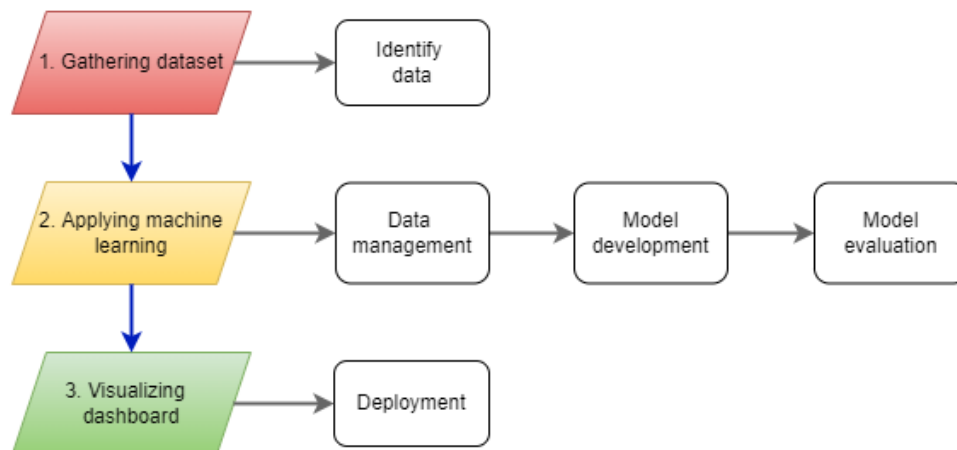 1. Gathering dataset
Identify
data
2. Applying machine
learning
Data
management
Model
development
Model
evaluation
3. Visualizing
dashboard
Deployment